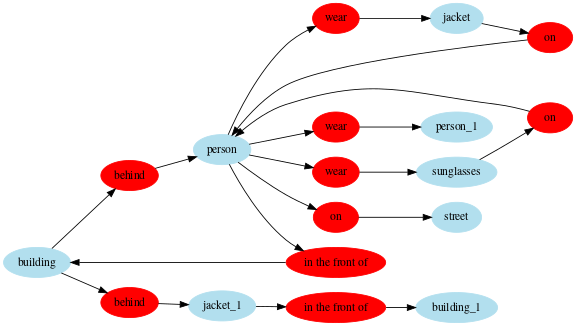 wear
jacket
on
on
wear
person_1
person
wear
sunglasses
behind
on
street
building
in the front of
behind
jacket_1
in the front of
building_1